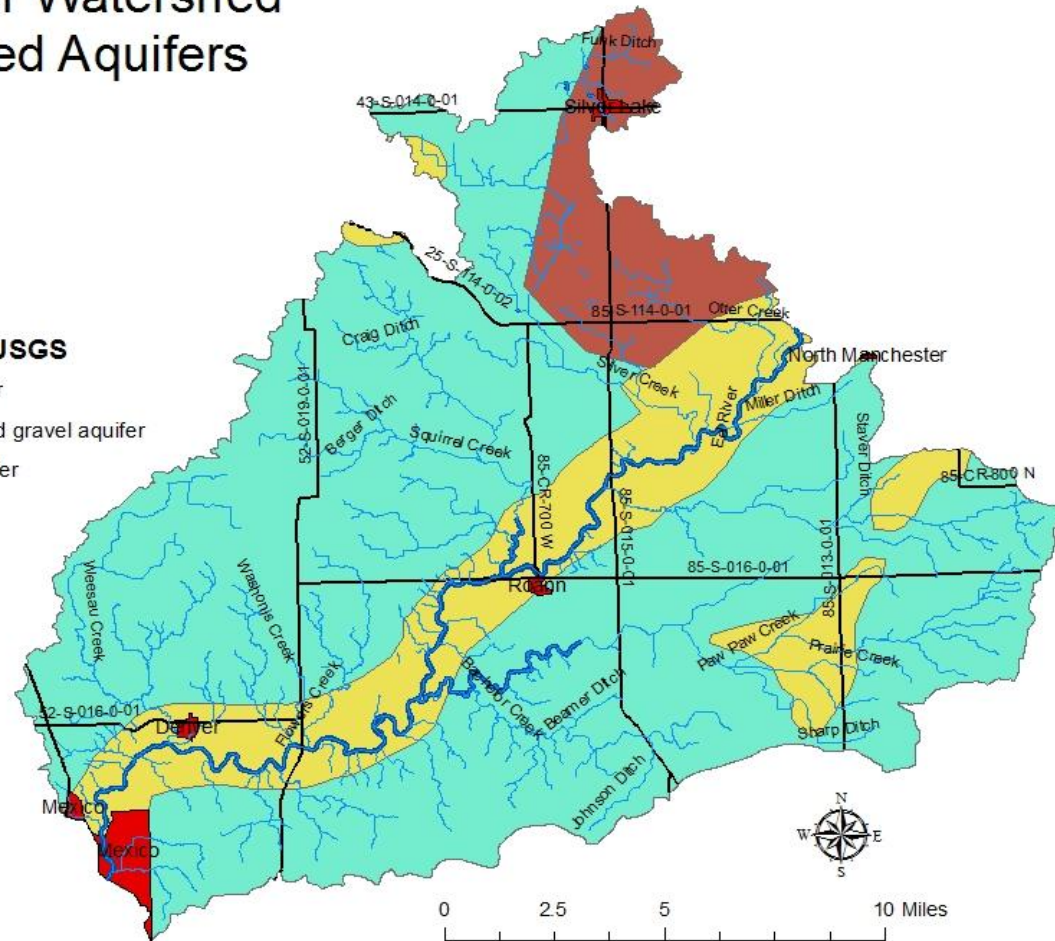 Watershed
ed Aquifers
USGS
d gravel aquifer
Funk Ditch
43-S-014-0-01
Silver Lake
25-S-114-0-02
85-S-114-0-01
Otter Creek
Craig Ditch
Silver Creek
North Manchester
Eel River
Miller Ditch
52-S-019-0-01
Berger Ditch
Squirrel Creek
Staver Ditch
85-CR-700 W
85-S-015-0-01
85-CR-800 N
85-S-013-0-01
85-S-016-0-01
Roann
Weesau Creek
Washonis Creek
Paw Paw Creek
Prairie Creek
Flowers Creek
Bachelor Creek
Beamer Ditch
Sharp Ditch
52-S-016-0-01
Denver
Johnson Ditch
Mexico
Mexico
N
W E
S
0 2.5 5 10 Miles